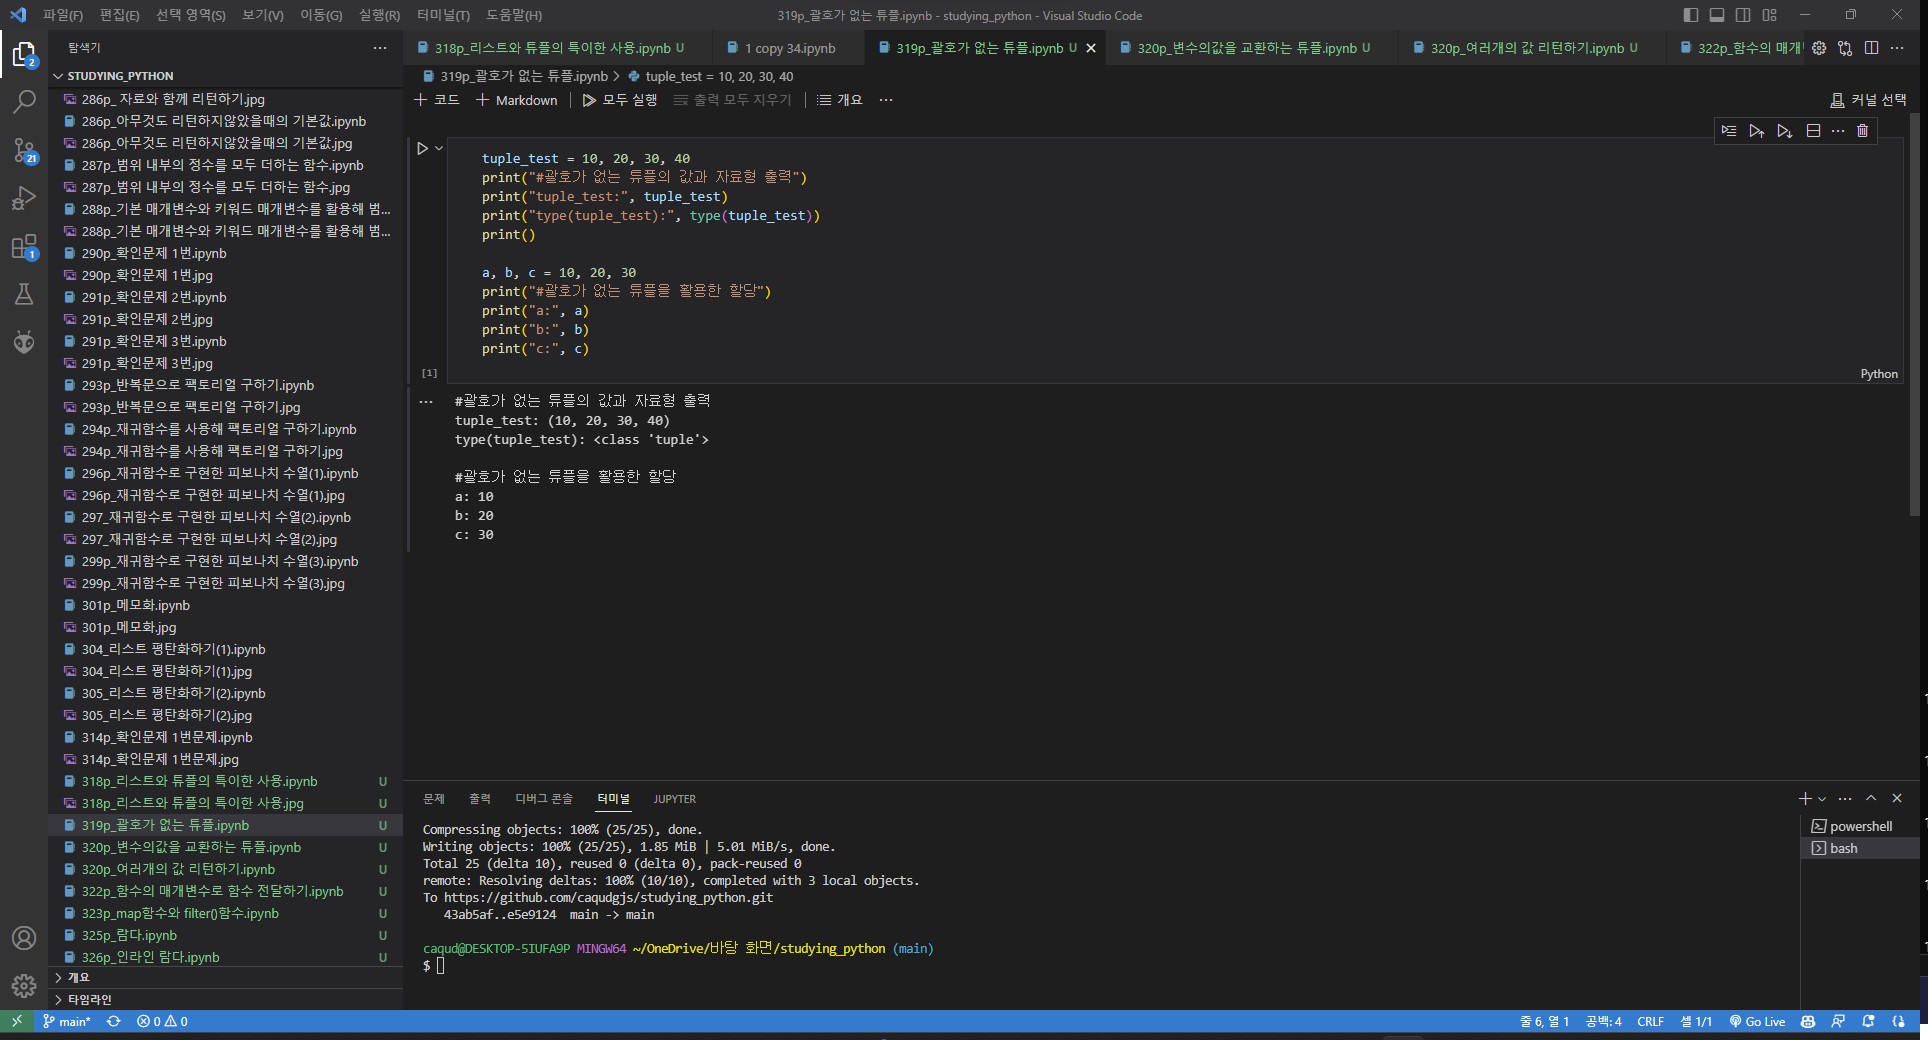 파일(F) 편집(E) 선택 영역(S) 보기(V) 이동(G) 실행(R) 터미널(T) 도움말(H)
319p_괄호가 없는 튜플.ipynb - studying_python - Visual Studio Code
탐색기
318p_리스트와 튜플의 특이한 사용.ipynb U
1 copy 34.ipynb
319p_괄호가 없는 튜플.ipynb U
320p_변수의값을 교환하는 튜플.ipynb U
320p_여러개의 값 리턴하기.ipynb U
322p_함수의 매개
STUDYING_PYTHON
319p_괄호가 없는 튜플.ipynb > tuple_test = 10, 20, 30, 40
코드 Markdown 모두 실행 출력 모두 지우기 개요
커널 선택
286p_ 자료와 함께 리턴하기.jpg
286p_아무것도 리턴하지않았을때의 기본값.ipynb
286p_아무것도 리턴하지않았을때의 기본값.jpg
287p_범위 내부의 정수를 모두 더하는 함수.ipynb
287p_범위 내부의 정수를 모두 더하는 함수.jpg
288p_기본 매개변수와 키워드 매개변수를 활용해 범...
288p_기본 매개변수와 키워드 매개변수를 활용해 범...
290p_확인문제 1번.ipynb
290p_확인문제 1번.jpg
291p_확인문제 2번.ipynb
291p_확인문제 2번.jpg
291p_확인문제 3번.ipynb
291p_확인문제 3번.jpg
293p_반복문으로 팩토리얼 구하기.ipynb
293p_반복문으로 팩토리얼 구하기.jpg
294p_재귀함수를 사용해 팩토리얼 구하기.ipynb
294p_재귀함수를 사용해 팩토리얼 구하기.jpg
296p_재귀함수로 구현한 피보나치 수열(1).ipynb
296p_재귀함수로 구현한 피보나치 수열(1).jpg
297_재귀함수로 구현한 피보나치 수열(2).ipynb
297_재귀함수로 구현한 피보나치 수열(2).jpg
299p_재귀함수로 구현한 피보나치 수열(3).ipynb
299p_재귀함수로 구현한 피보나치 수열(3).jpg
301p_메모화.ipynb
301p_메모화.jpg
304_리스트 평탄화하기(1).ipynb
304_리스트 평탄화하기(1).jpg
305_리스트 평탄화하기(2).ipynb
305_리스트 평탄화하기(2).jpg
314p_확인문제 1번문제.ipynb
314p_확인문제 1번문제.jpg
318p_리스트와 튜플의 특이한 사용.ipynb U
318p_리스트와 튜플의 특이한 사용.jpg U
319p_괄호가 없는 튜플.ipynb U
320p_변수의값을 교환하는 튜플.ipynb U
320p_여러개의 값 리턴하기.ipynb U
322p_함수의 매개변수로 함수 전달하기.ipynb U
323p_map함수와 filter()함수.ipynb U
325p_람다.ipynb U
326p_인라인 람다.ipynb U
개요
타임라인
2
21
1
tuple_test = 10, 20, 30, 40
print("#괄호가 없는 튜플의 값과 자료형 출력")
print("tuple_test:", tuple_test)
print("type(tuple_test):", type(tuple_test))
print()
a, b, c = 10, 20, 30
print("#괄호가 없는 튜플을 활용한 할당")
print("a:", a)
print("b:", b)
print("c:", c)
[1]
Python
#괄호가 없는 튜플의 값과 자료형 출력
tuple_test: (10, 20, 30, 40)
type(tuple_test): <class 'tuple'>
#괄호가 없는 튜플을 활용한 할당
a: 10
b: 20
c: 30
문제 출력 디버그 콘솔 터미널 JUPYTER
Compressing objects: 100% (25/25), done.
Writing objects: 100% (25/25), 1.85 MiB | 5.01 MiB/s, done.
Total 25 (delta 10), reused 0 (delta 0), pack-reused 0
remote: Resolving deltas: 100% (10/10), completed with 3 local objects.
To https://github.com/caqudgjs/studying_python.git
43ab5af..e5e9124  main -> main
caqud@DESKTOP-5IUFA9P MINGW64 ~/OneDrive/바탕 화면/studying_python (main)
$
powershell
bash
main* 0 0
줄 6, 열 1 공백: 4 CRLF 셀 1/1 Go Live